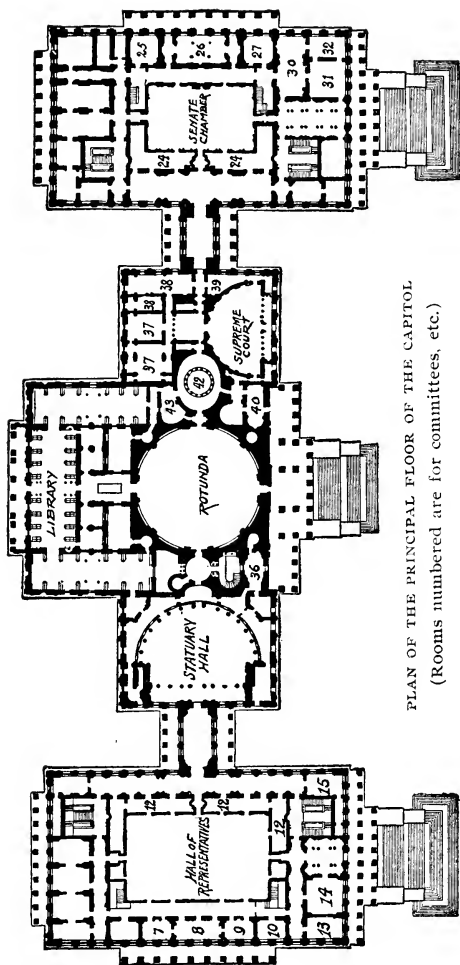 25
26
27
30
32
31
SENATE
CHAMBER
24
24
38
38
39
37
37
SUPREME
COURT
42
43
40
LIBRARY
ROTUNDA
36
STATUARY
HALL
12
12
12
15
HALL OF
REPRESENTATIVES
7
8
9
10
14
13
PLAN OF THE PRINCIPAL FLOOR OF THE CAPITOL
(Rooms numbered are for committees, etc.)